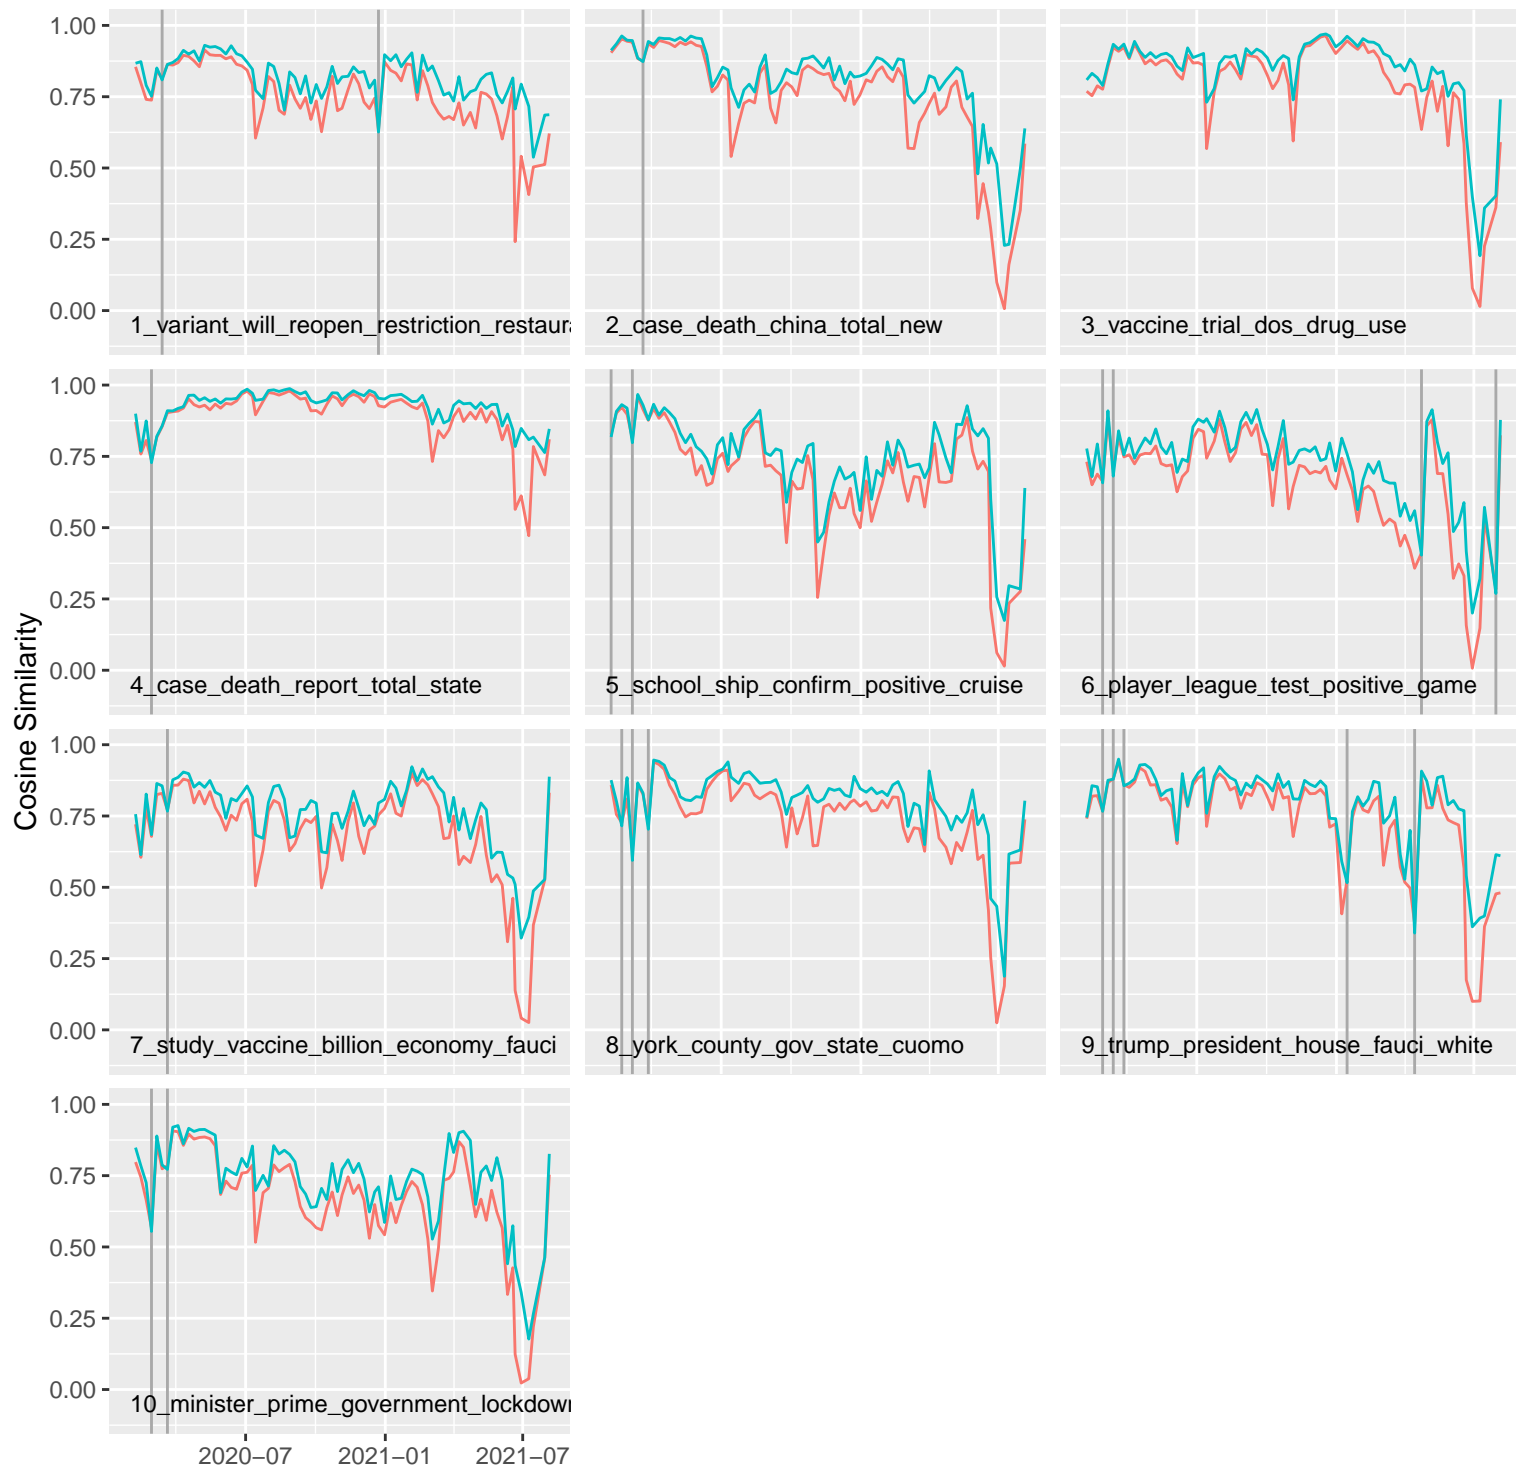 1.00
0.75
0.50
0.25
0.00
1_variant_will_reopen_restriction_restaura
2_case_death_china_total_new
3_vaccine_trial_dos_drug_use
1.00
0.75
0.50
0.25
0.00
4_case_death_report_total_state
5_school_ship_confirm_positive_cruise
6_player_league_test_positive_game
Cosine Similarity
1.00
0.75
0.50
0.25
0.00
7_study_vaccine_billion_economy_fauci
8_york_county_gov_state_cuomo
9_trump_president_house_fauci_white
1.00
0.75
0.50
0.25
0.00
10_minister_prime_government_lockdown
2020−07 2021−01 2021−07